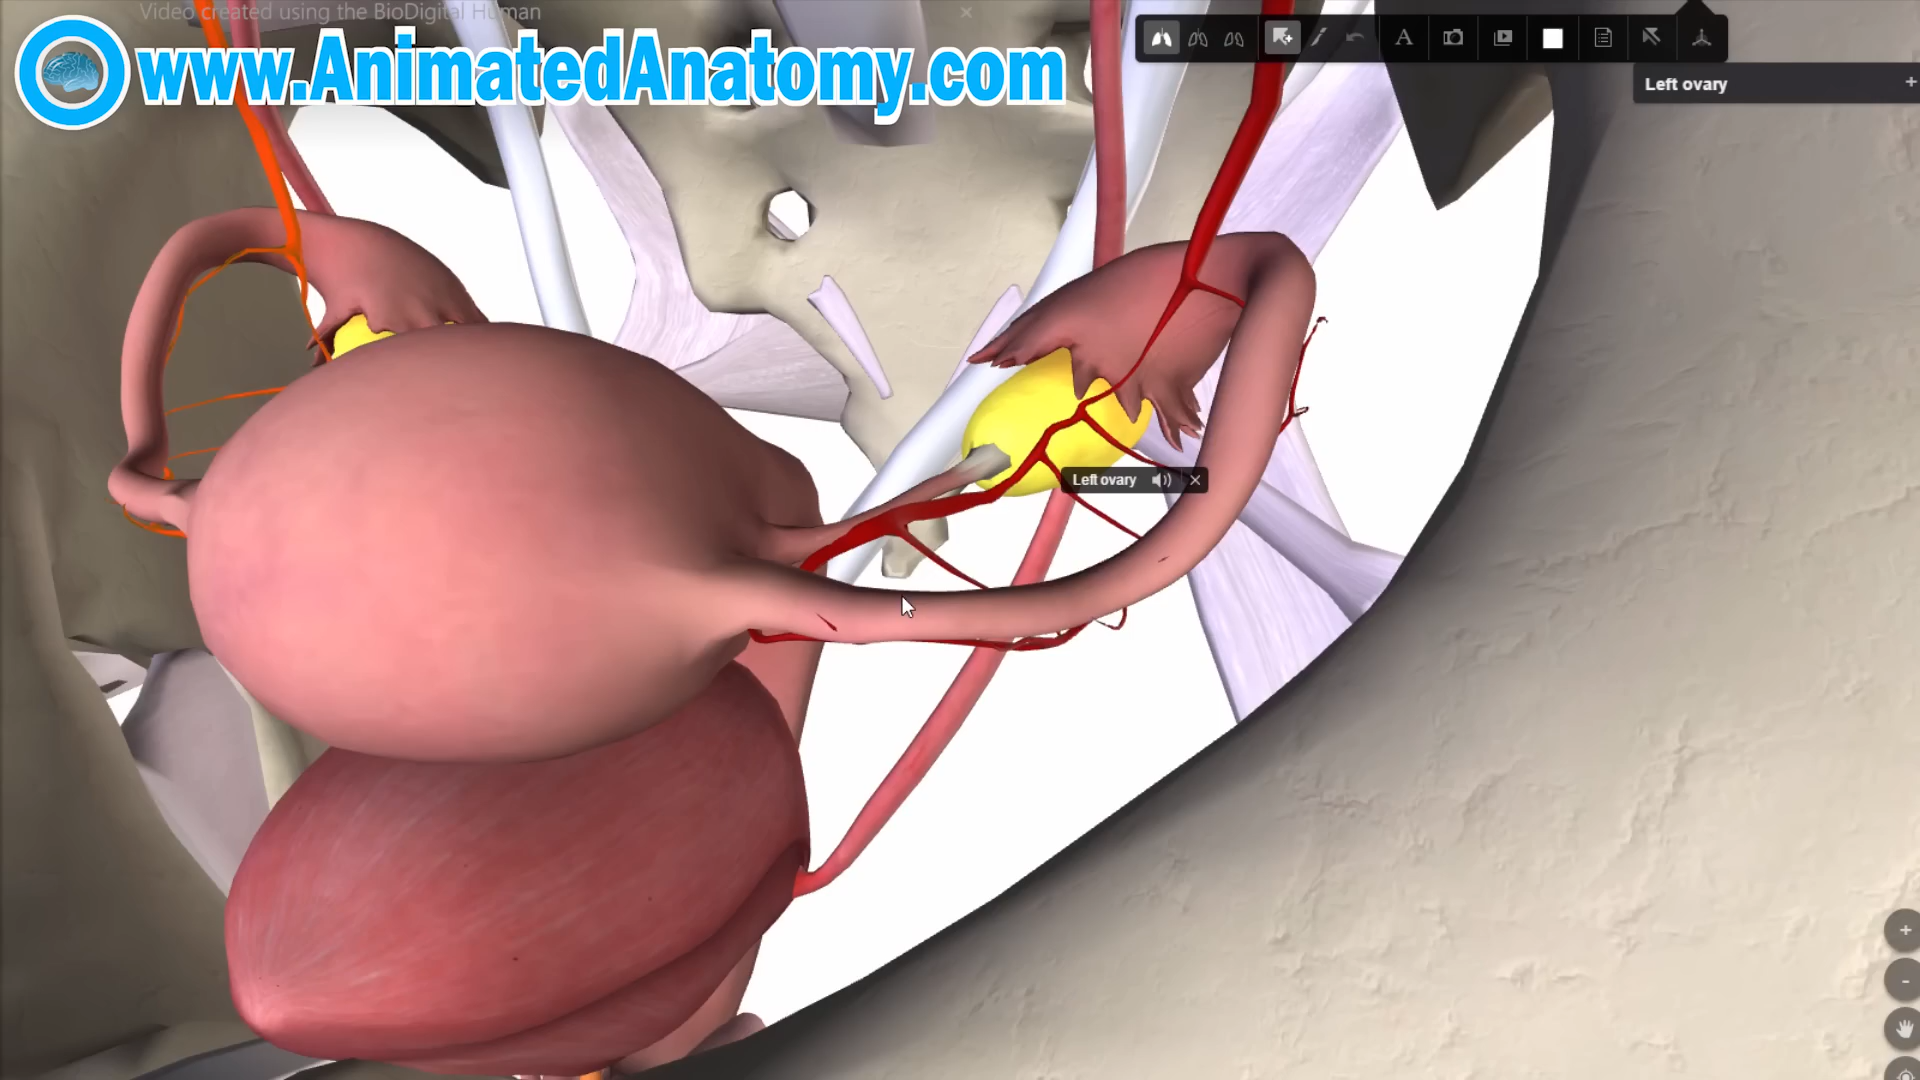 Video created using the BioDigital Human
www.AnimatedAnatomy.com
A
Left ovary +
Left ovary